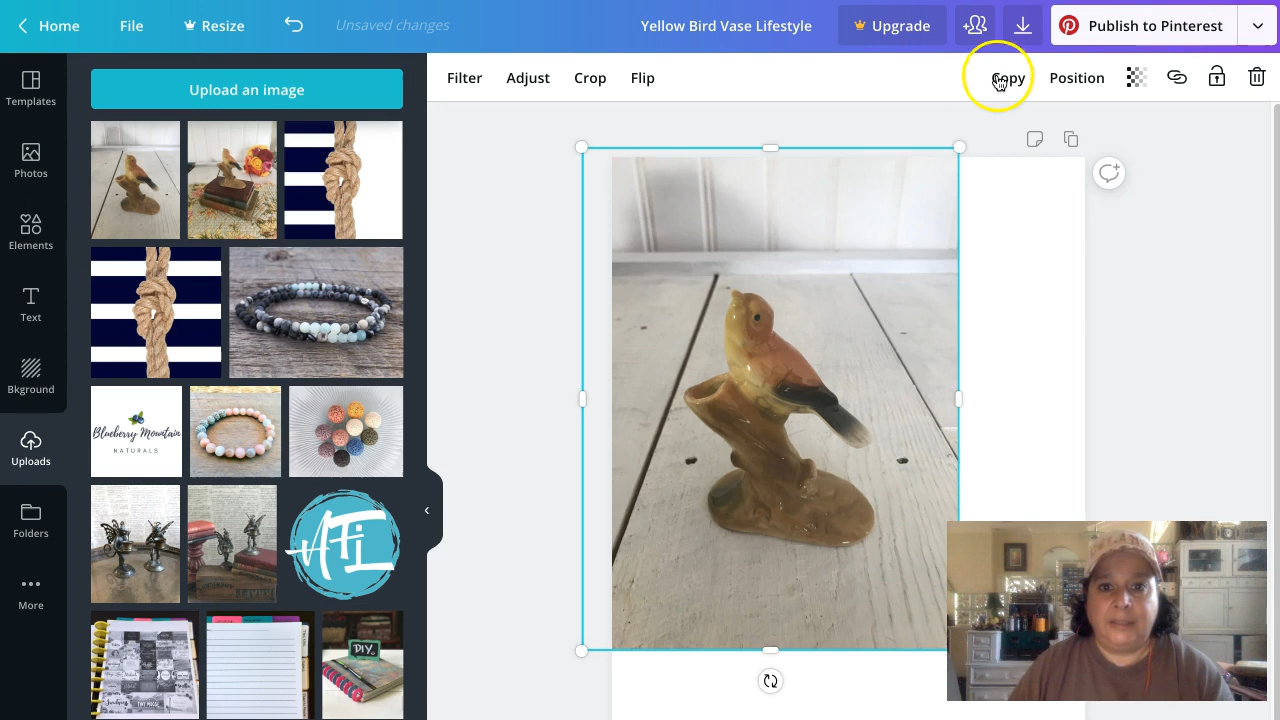 Home File Resize Unsaved changes Yellow Bird Vase Lifestyle Upgrade Publish to Pinterest
Filter Adjust Crop Flip Copy Position
Templates
Photos
Elements
Text
Bkground
Uploads
Folders
More
Upload an image
Blueberry Mountain
NATURALS
AFi
DIY